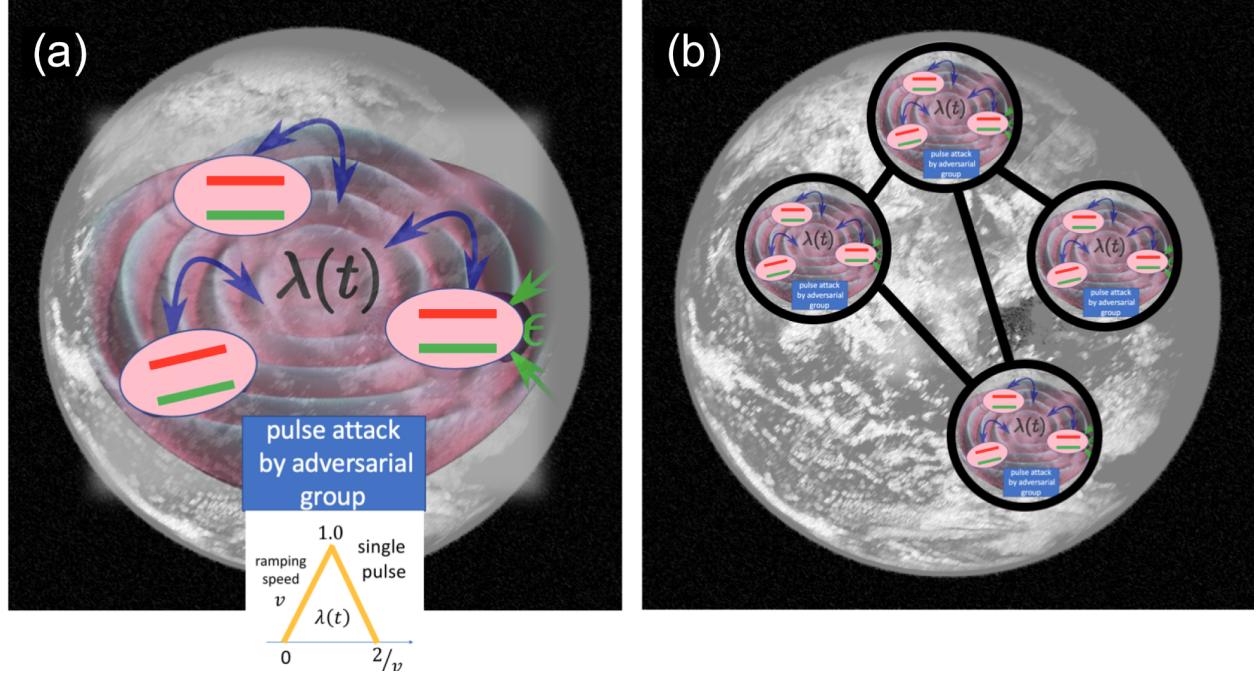 (a)
λ(t)
ϵ
pulse attack
by adversarial
group
1.0
ramping
speed
v
single
pulse
λ(t)
0
2/v
(b)
λ(t)
pulse attack
by adversarial
group
λ(t)
pulse attack
by adversarial
group
λ(t)
pulse attack
by adversarial
group
λ(t)
pulse attack
by adversarial
group